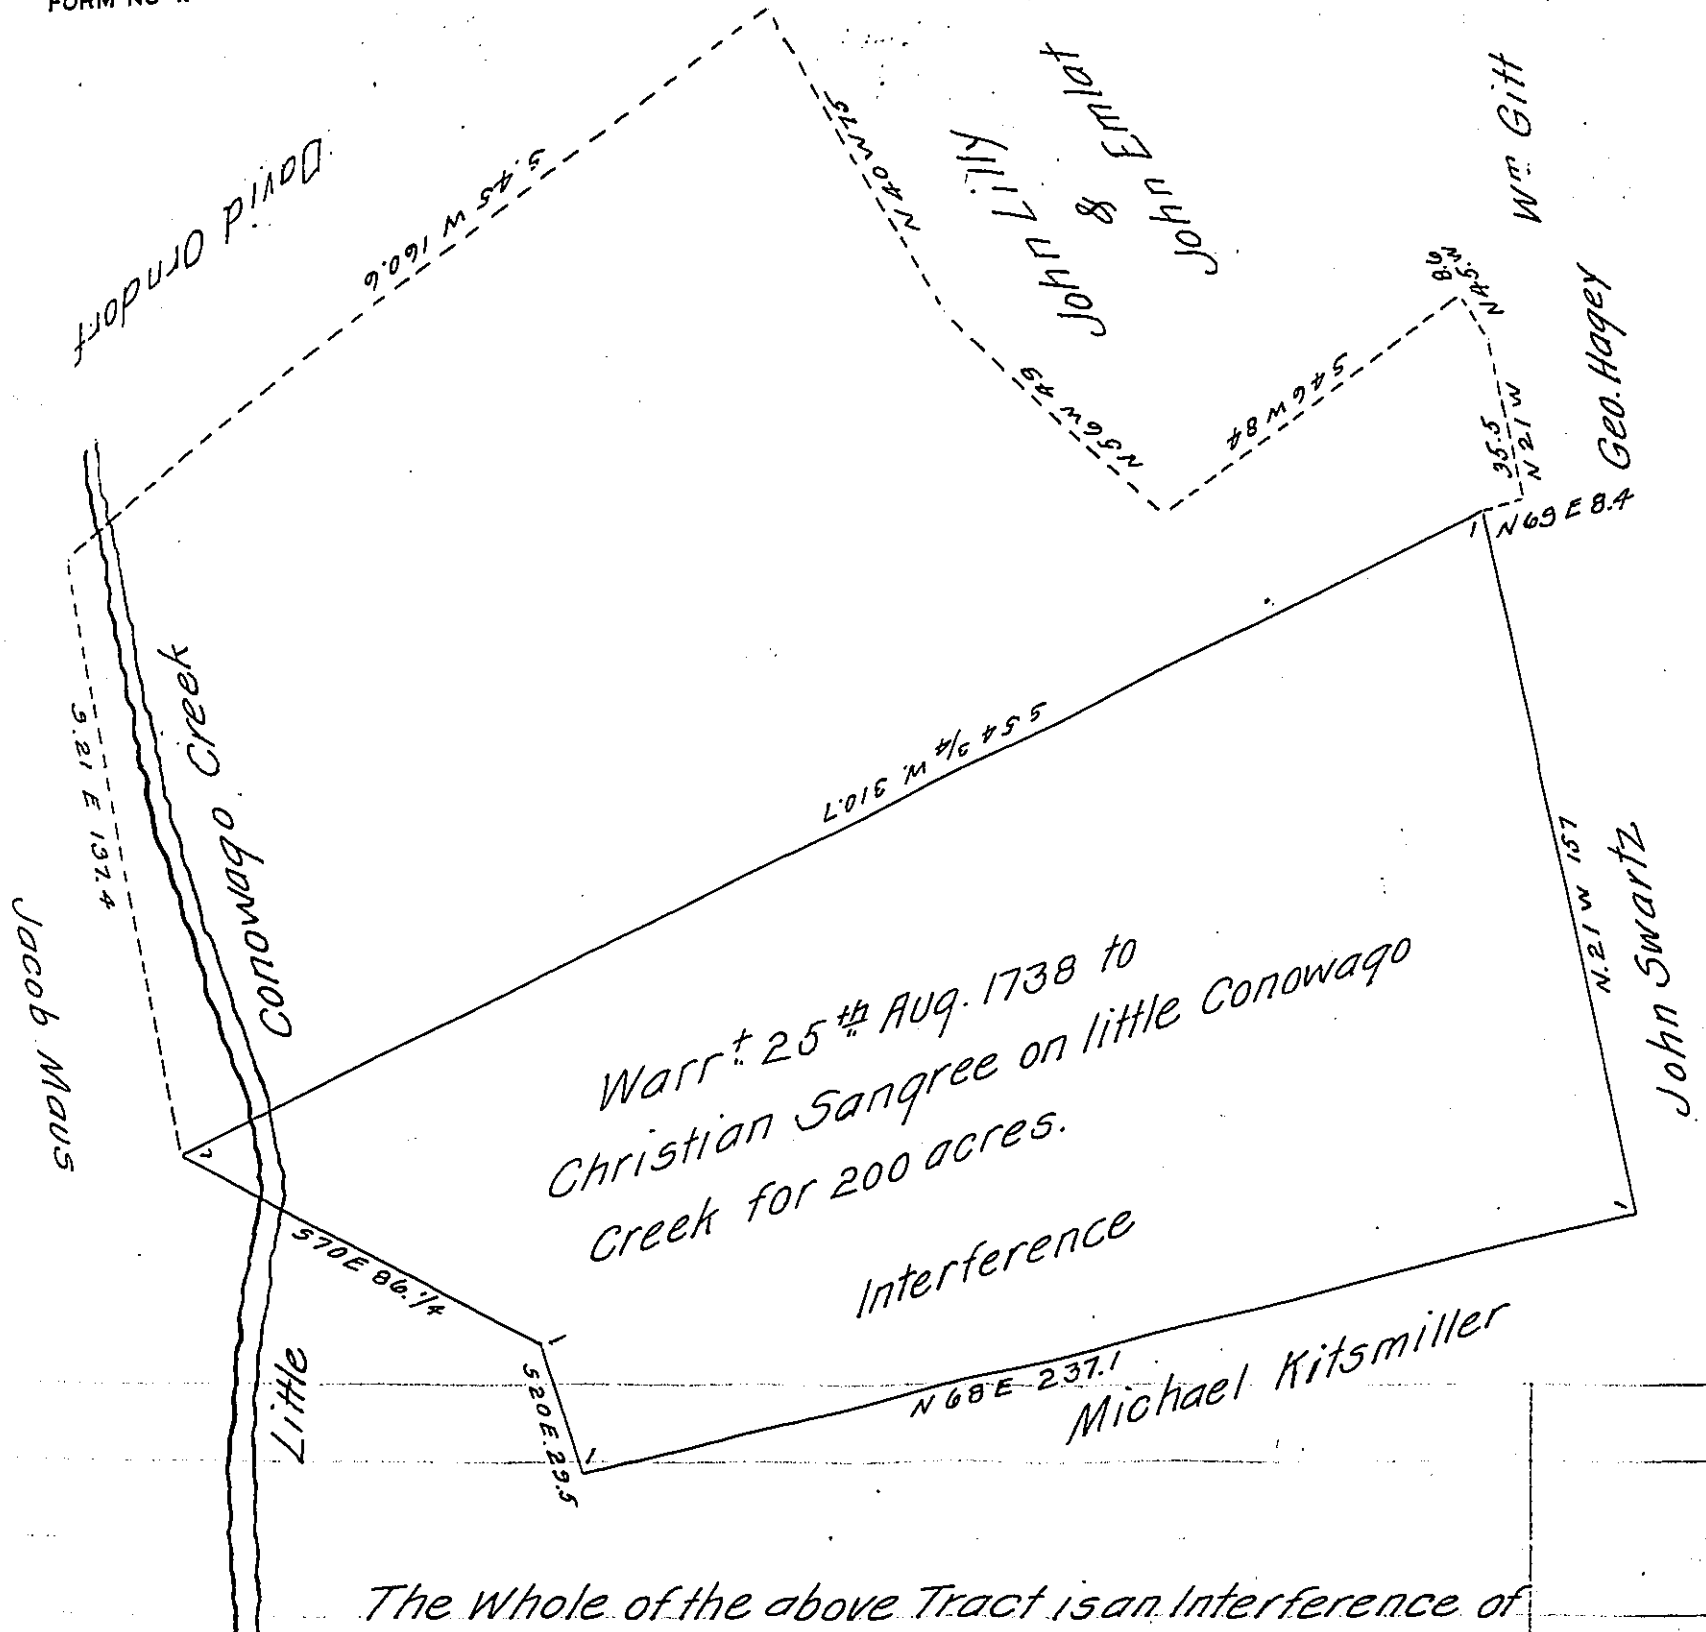 FORM NO
David Orndorf
S. 45 W 160.6
N 40 W 75
John Lilly
&
John Emlat
Wm Gitt
N 56 W 49
S 46 W 84
N 45. W
8.6
35.5
N 21 W
Geo. Hagey
N 69 E 8.4
S 54 3/4 W. 310.7
Conowago Creek
S. 21 E 137.4
Jacob Maus
N. 21 W 157
John Swartz
Warrt 25th Aug. 1738 to
Christian Sangree on little Conowago
Creek for 200 acres.
Interference
S 70 E 86. 1/4
S 20 E. 29.5
N 68 E 237.1
Michael Kitsmiller
Little
The Whole of the above Tract is an Interference of